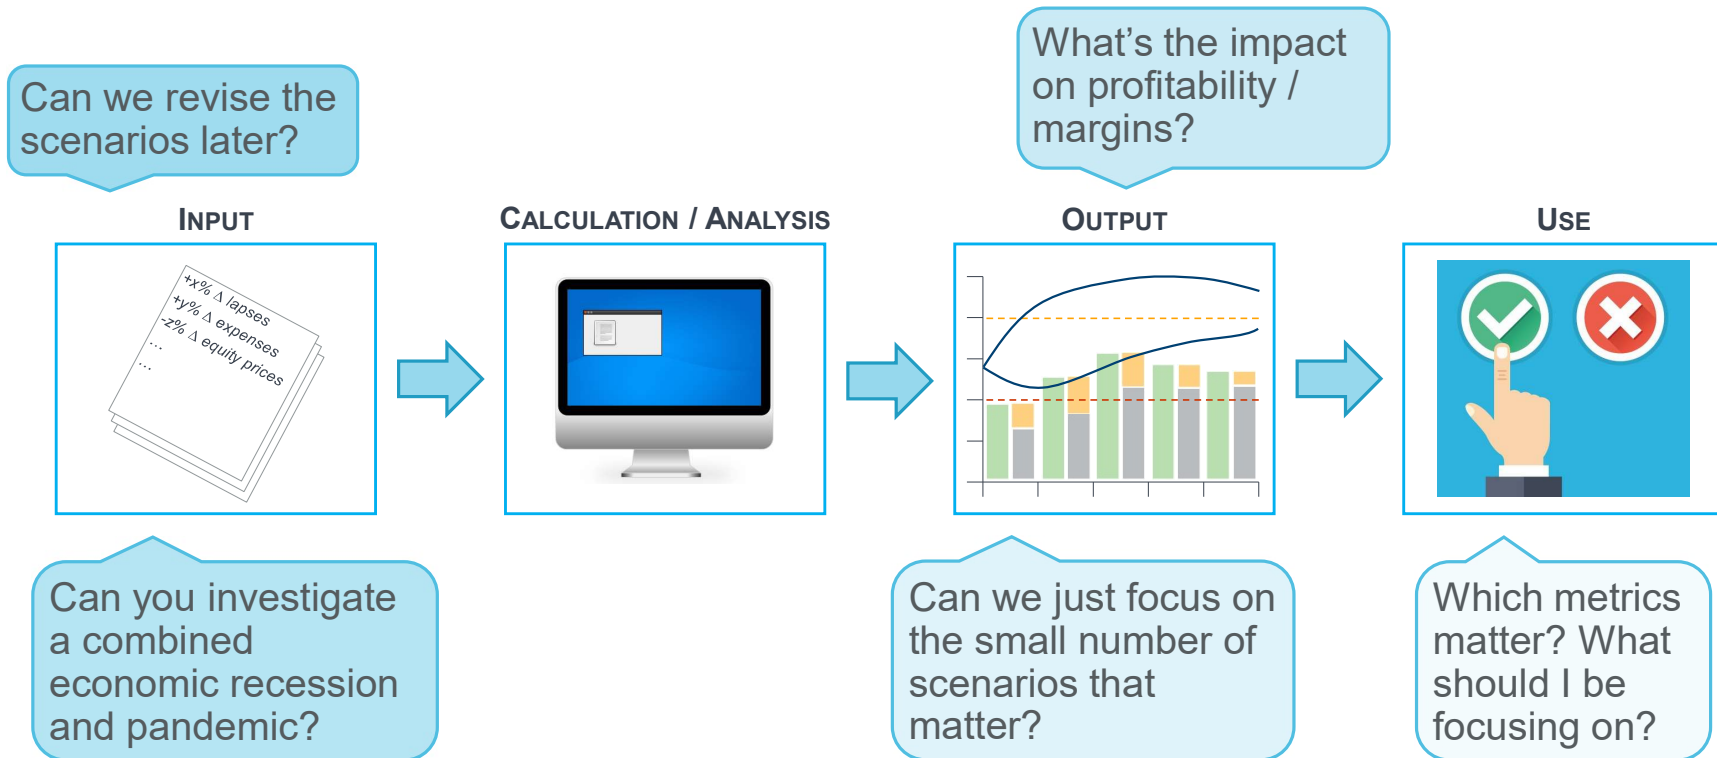 Can we revise the
scenarios later?
What’s the impact
on profitability /
margins?
INPUT
CALCULATION / ANALYSIS
OUTPUT
USE
+x% Δ lapses
+y% Δ expenses
-z% Δ equity prices
...
...
Can you investigate
a combined
economic recession
and pandemic?
Can we just focus on
the small number of
scenarios that
matter?
Which metrics
matter? What
should I be
focusing on?